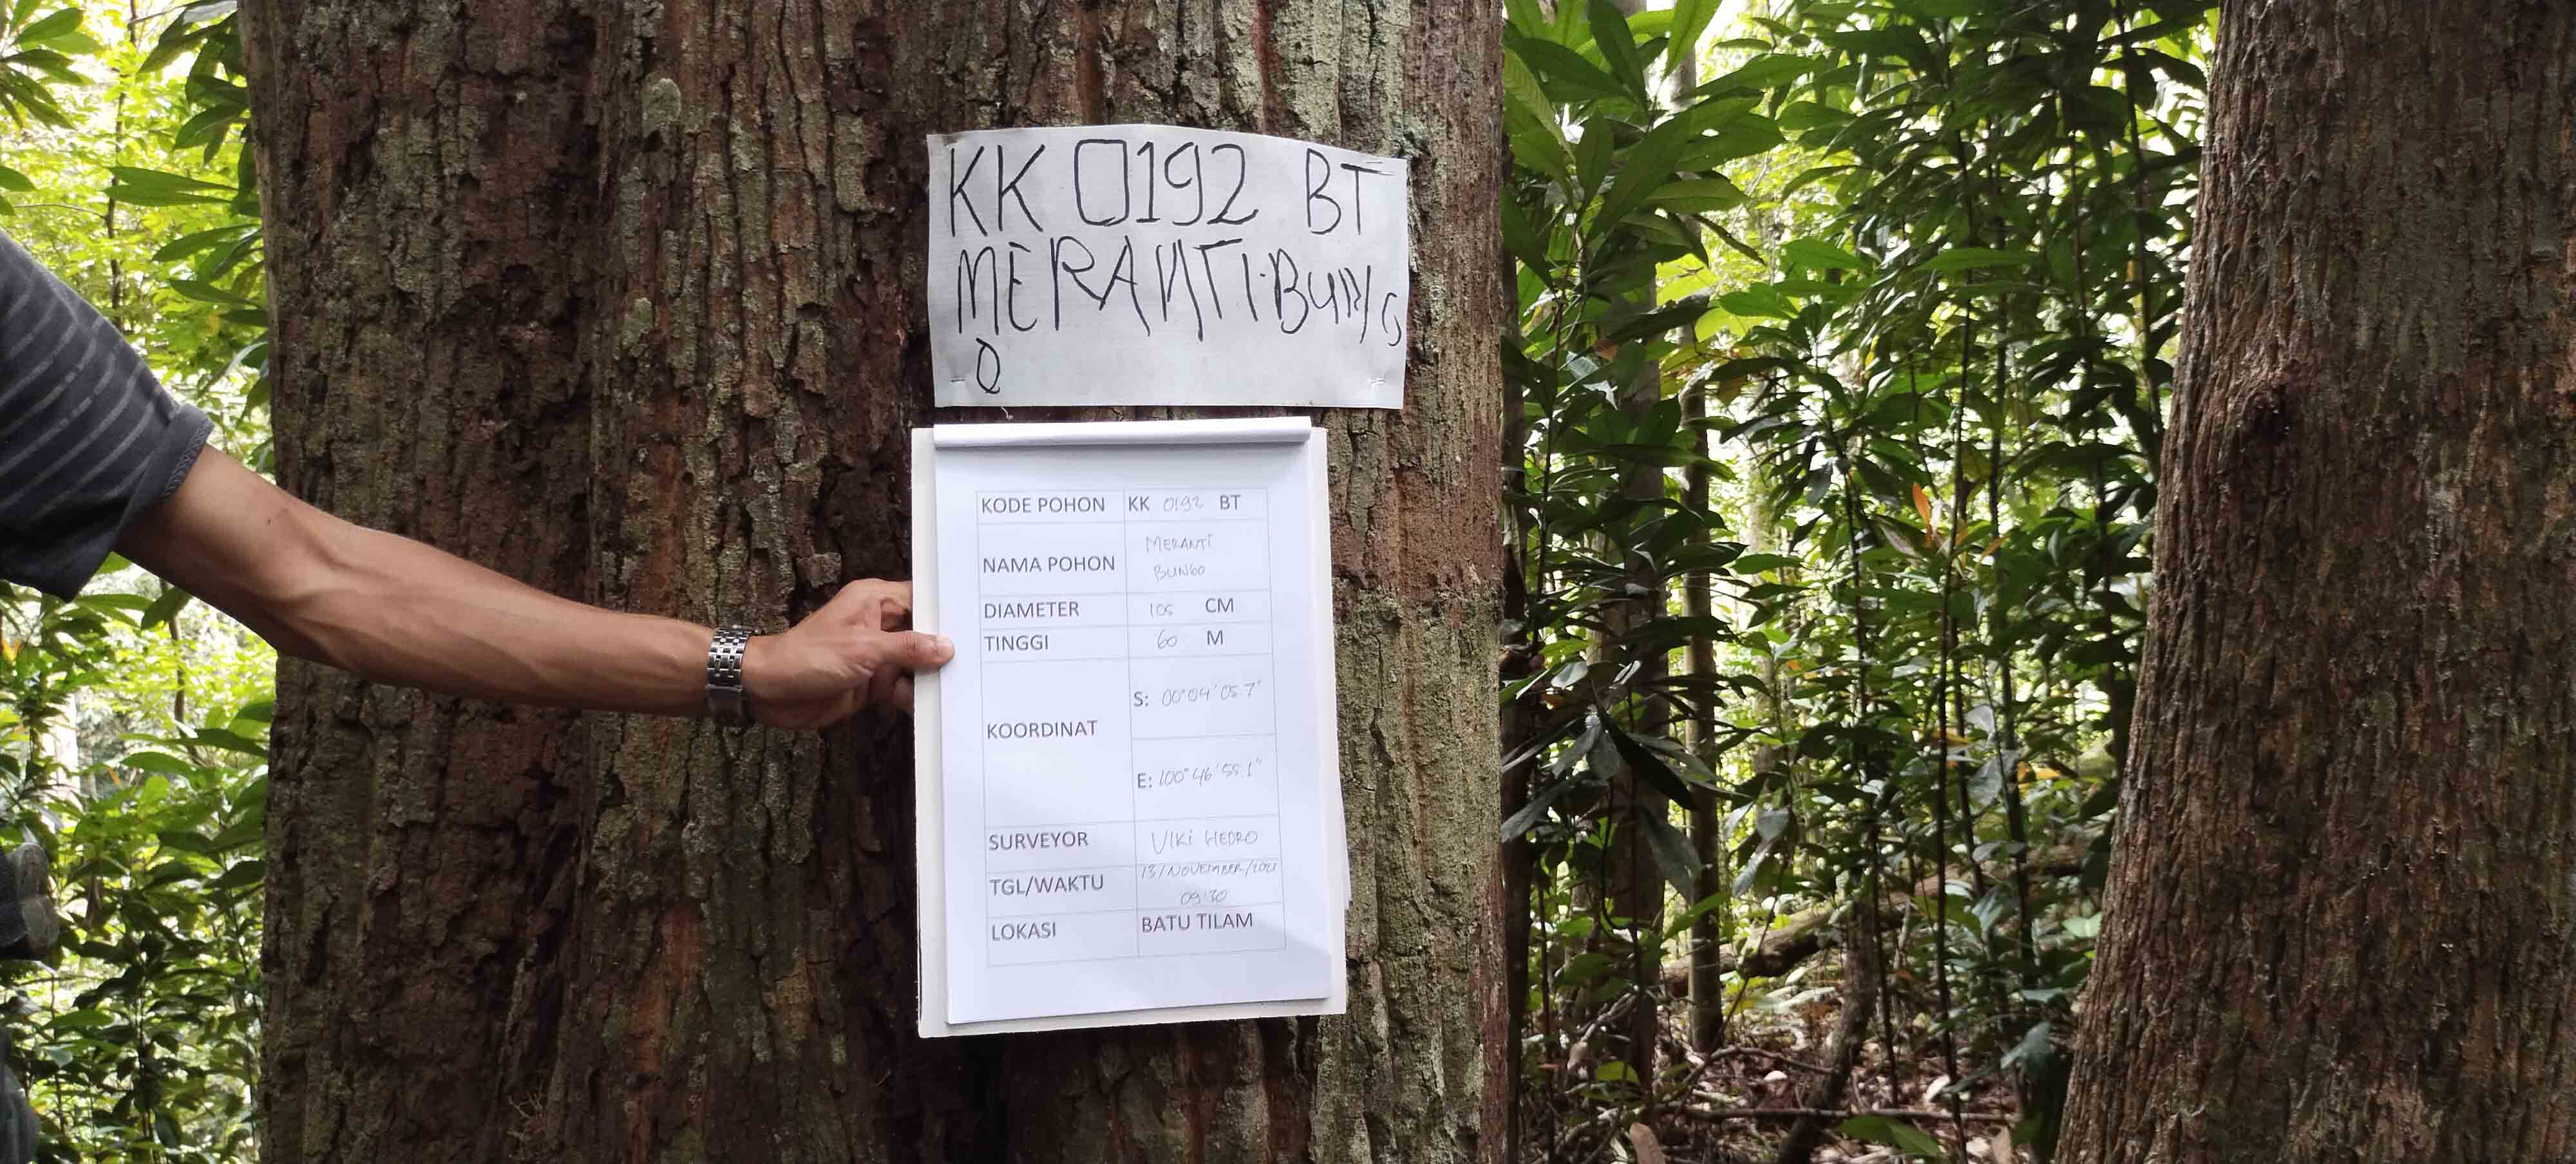 KK 0192 BT
MERANTI·BUNG
O
KODE POHON KK 0192 BT
NAMA POHON MERANTI
BUNGO
DIAMETER 105 CM
TINGGI 60 M
KOORDINAT
S: 00°04'05.7"
E: 100°46'55.1"
SURVEYOR VIKI HEDRO
TGL/WAKTU 13/NOVEMBER/2021
09:30
LOKASI BATU TILAM